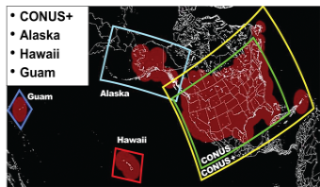 • CONUS+
• Alaska
• Hawaii
• Guam
Alaska
Guam
Hawaii
CONUS
CONUS+